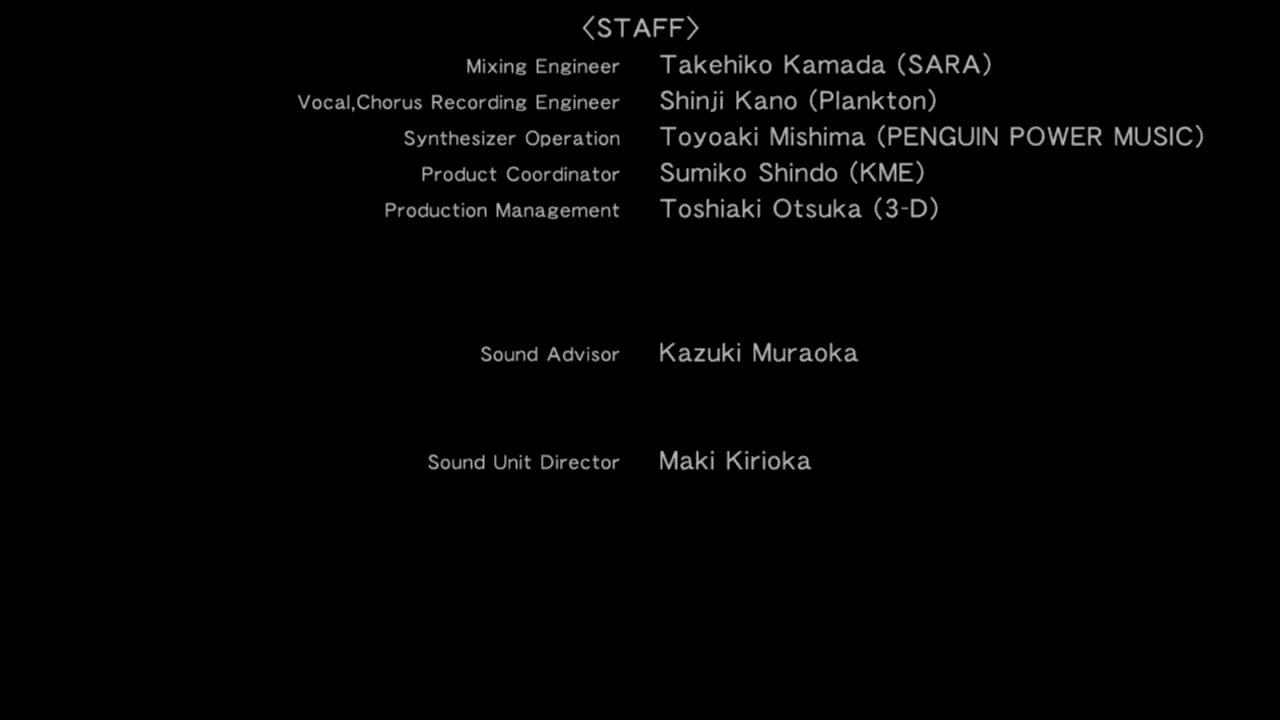 〈STAFF〉
Mixing Engineer Takehiko Kamada (SARA)
Vocal,Chorus Recording Engineer Shinji Kano (Plankton)
Synthesizer Operation Toyoaki Mishima (PENGUIN POWER MUSIC)
Product Coordinator Sumiko Shindo (KME)
Production Management Toshiaki Otsuka (3-D)
Sound Advisor Kazuki Muraoka
Sound Unit Director Maki Kirioka